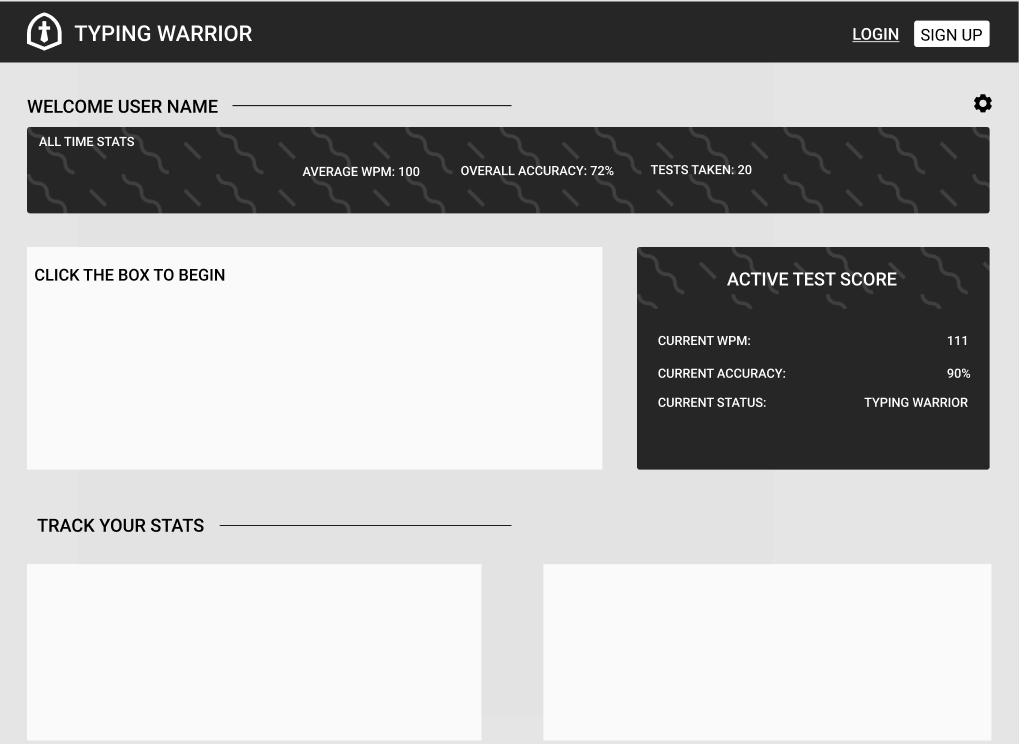 TYPING WARRIOR
LOGIN
SIGN UP
WELCOME USER NAME
ALL TIME STATS
AVERAGE WPM: 100
OVERALL ACCURACY: 72%
TESTS TAKEN: 20
CLICK THE BOX TO BEGIN
ACTIVE TEST SCORE
CURRENT WPM: 111
CURRENT ACCURACY: 90%
CURRENT STATUS: TYPING WARRIOR
TRACK YOUR STATS